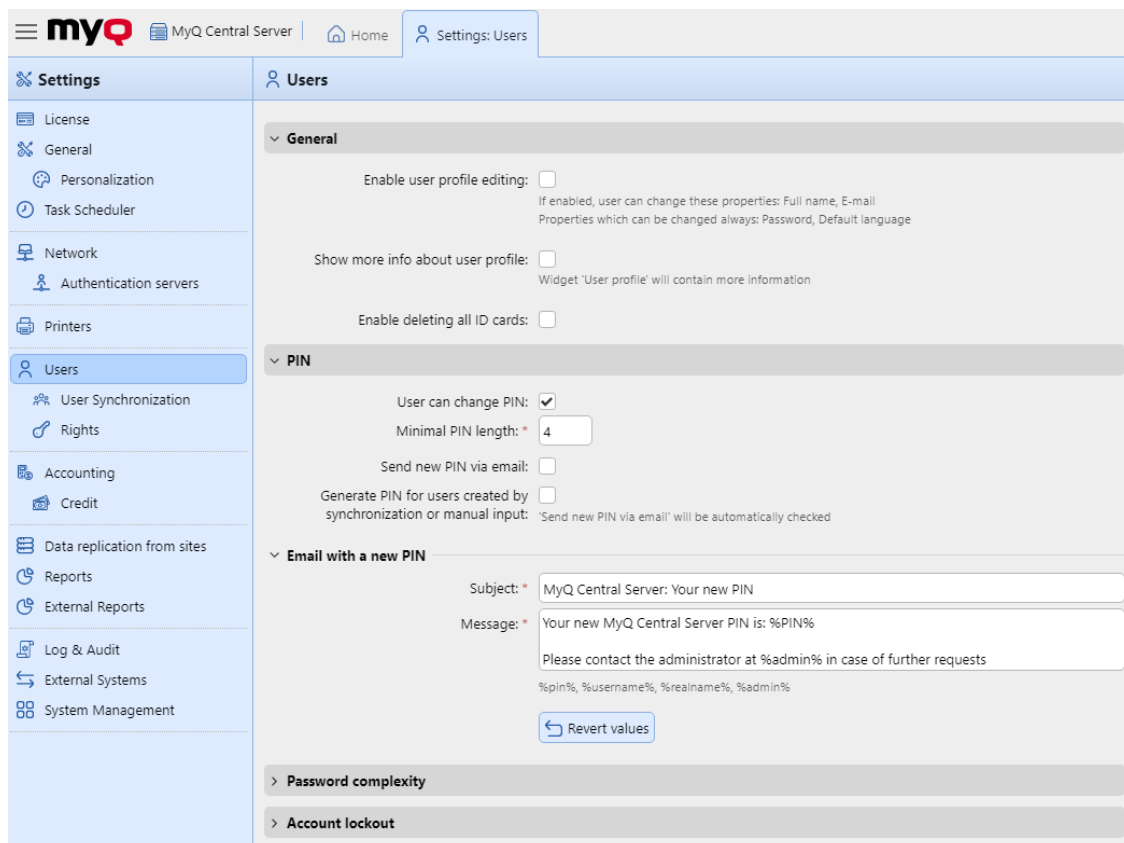 myQ
MyQ Central Server
Home
Settings: Users
Settings
License
General
Personalization
Task Scheduler
Network
Authentication servers
Printers
Users
User Synchronization
Rights
Accounting
Credit
Data replication from sites
Reports
External Reports
Log & Audit
External Systems
System Management
Users
General
Enable user profile editing:
If enabled, user can change these properties: Full name, E-mail
Properties which can be changed always: Password, Default language
Show more info about user profile:
Widget 'User profile' will contain more information
Enable deleting all ID cards:
PIN
User can change PIN:
Minimal PIN length: * 4
Send new PIN via email:
Generate PIN for users created by
synchronization or manual input: 'Send new PIN via email' will be automatically checked
Email with a new PIN
Subject: * MyQ Central Server: Your new PIN
Message: * Your new MyQ Central Server PIN is: %PIN%
Please contact the administrator at %admin% in case of further requests
%pin%, %username%, %realname%, %admin%
Revert values
Password complexity
Account lockout